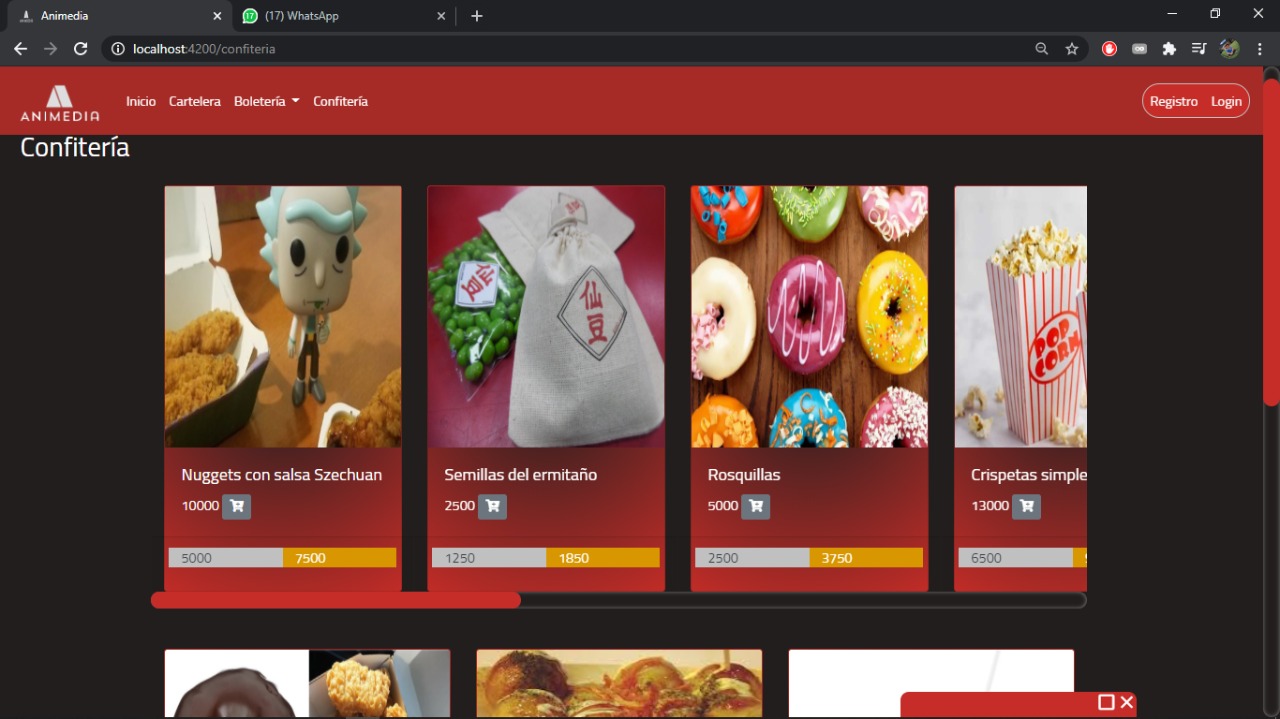 Animedia
(17) WhatsApp
localhost:4200/confiteria
ANIMEDIA
Inicio Cartelera Boletería Confitería
Registro Login
Confitería
仙豆
仙豆
POP CORN
Nuggets con salsa Szechuan
10000
5000 7500
Semillas del ermitaño
2500
1250 1850
Rosquillas
5000
2500 3750
Crispetas simple
13000
6500